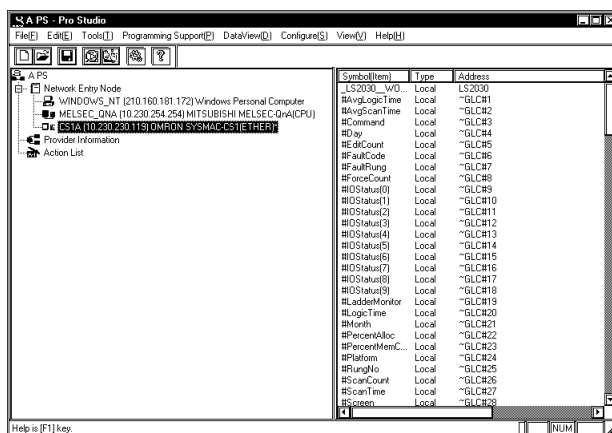 A PS - Pro Studio
File[F] Edit[E] Tools[T] Programming Support[P] DataView[D] Configure[S] View[V] Help[H]
A PS
Network Entry Node
WINDOWS_NT (210.160.181.172) Windows Personal Computer
MELSEC_QNA (10.230.254.254) MITSUBISHI MELSEC-QnA(CPU)
CS1A (10.230.230.119) OMRON SYSMAC-CS1(ETHER)*
Provider Information
Action List
Symbol(Item) Type Address
_LS2030__WO... Local LS2030
#AvgLogicTime Local ~GLC#1
#AvgScanTime Local ~GLC#2
#Command Local ~GLC#3
#Day Local ~GLC#4
#EditCount Local ~GLC#5
#FaultCode Local ~GLC#6
#FaultRung Local ~GLC#7
#ForceCount Local ~GLC#8
#IOStatus(0) Local ~GLC#9
#IOStatus(1) Local ~GLC#10
#IOStatus(2) Local ~GLC#11
#IOStatus(3) Local ~GLC#12
#IOStatus(4) Local ~GLC#13
#IOStatus(5) Local ~GLC#14
#IOStatus(6) Local ~GLC#15
#IOStatus(7) Local ~GLC#16
#IOStatus(8) Local ~GLC#17
#IOStatus(9) Local ~GLC#18
#LadderMonitor Local ~GLC#19
#LogicTime Local ~GLC#20
#Month Local ~GLC#21
#PercentAlloc Local ~GLC#22
#PercentMemC... Local ~GLC#23
#Platform Local ~GLC#24
#RungNo Local ~GLC#25
#ScanCount Local ~GLC#26
#ScanTime Local ~GLC#27
#Screen Local ~GLC#28
Help is [F1] key.
NUM